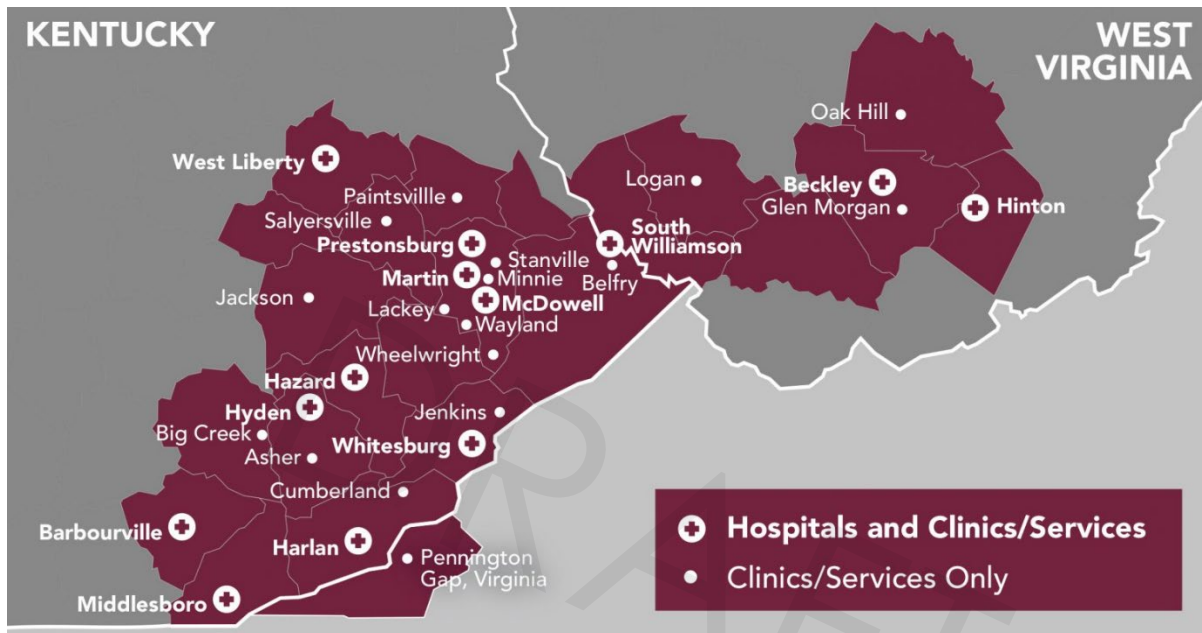 KENTUCKY
WEST
VIRGINIA
Oak Hill
West Liberty
Logan
Beckley
Paintsvillle
Glen Morgan
Hinton
Salyersville
South
Williamson
Prestonsburg
Stanville
Martin
Minnie
Belfry
Jackson
McDowell
Lackey
Wayland
Wheelwright
Hazard
Hyden
Jenkins
Big Creek
Whitesburg
Asher
Cumberland
Barbourville
Harlan
Pennington
Gap, Virginia
Middlesboro
Hospitals and Clinics/Services
Clinics/Services Only
DRAFT